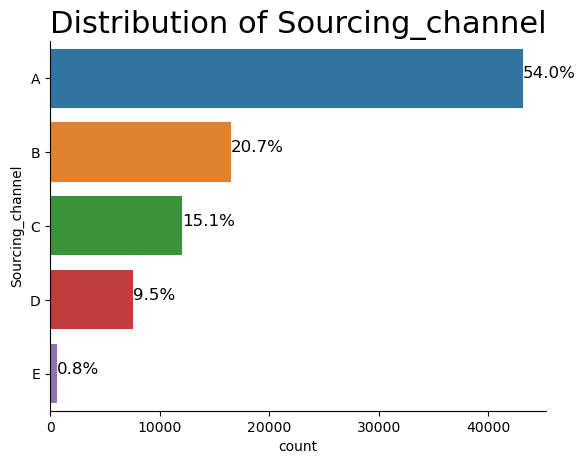 Distribution of Sourcing_channel
Sourcing_channel
A
54.0%
B
20.7%
C
15.1%
D
9.5%
E
0.8%
0 10000 20000 30000 40000
count